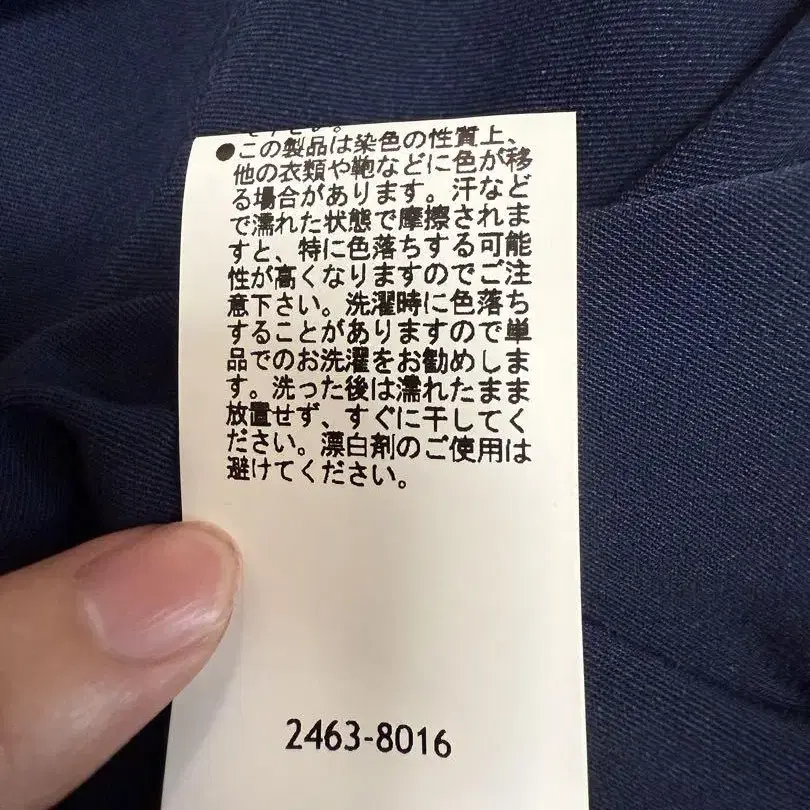 ●この製品は染色の性質上、
他の衣類や鞄などに色が移
る場合があります。汗など
で濡れた状態で摩擦されま
すと、特に色落ちする可能
性が高くなりますのでご注
意下さい。洗濯時に色落ち
することがありますので単
品でのお洗濯をお勧めしま
す。洗った後は濡れたまま
放置せず、すぐに干してく
ださい。漂白剤のご使用は
避けてください。
2463-8016